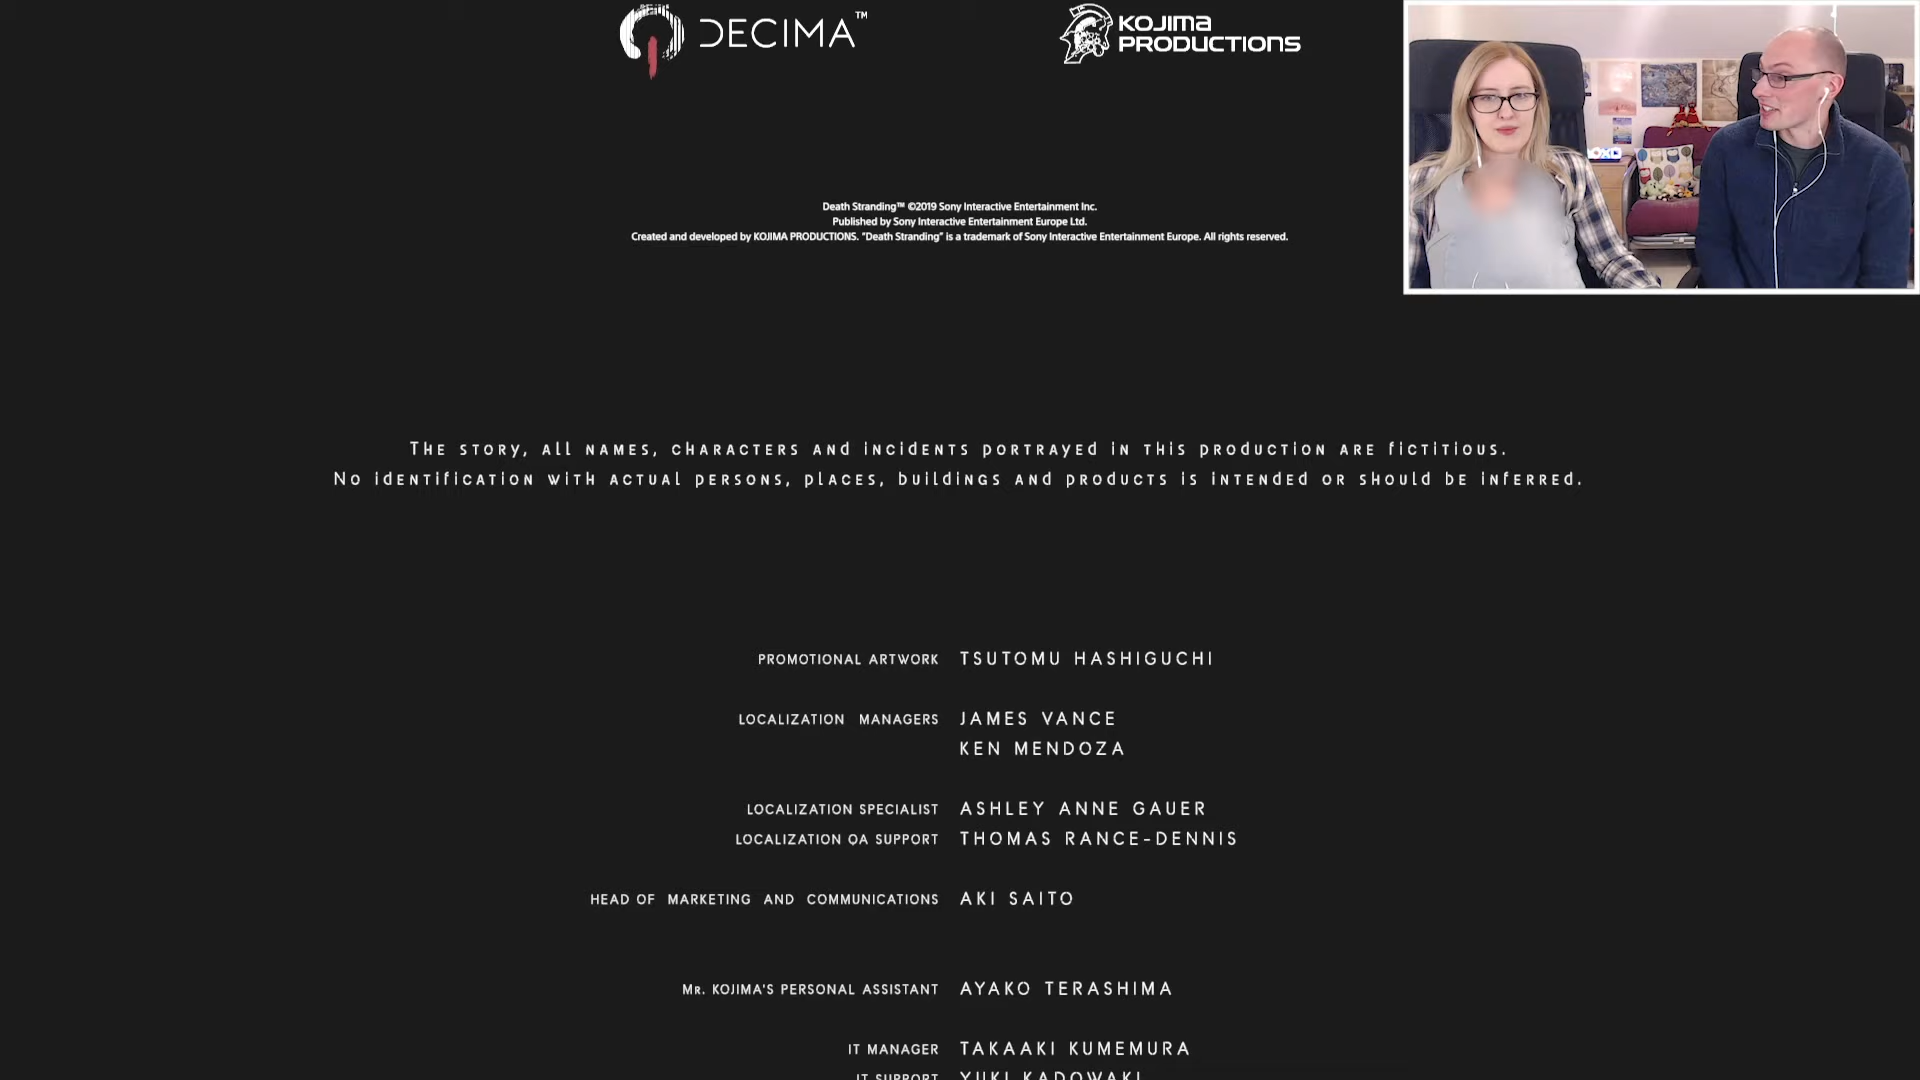 DECIMA™
KOJIMA
PRODUCTIONS
Death Stranding™ ©2019 Sony Interactive Entertainment Inc.
Published by Sony Interactive Entertainment Europe Ltd.
Created and developed by KOJIMA PRODUCTIONS. "Death Stranding" is a trademark of Sony Interactive Entertainment Europe. All rights reserved.
The story, all names, characters and incidents portrayed in this production are fictitious.
No identification with actual persons, places, buildings and products is intended or should be inferred.
PROMOTIONAL ARTWORK TSUTOMU HASHIGUCHI
LOCALIZATION MANAGERS JAMES VANCE
KEN MENDOZA
LOCALIZATION SPECIALIST ASHLEY ANNE GAUER
LOCALIZATION QA SUPPORT THOMAS RANCE-DENNIS
HEAD OF MARKETING AND COMMUNICATIONS AKI SAITO
MR. KOJIMA'S PERSONAL ASSISTANT AYAKO TERASHIMA
IT MANAGER TAKAAKI KUMEMURA
IT SUPPORT YUKI KADOWAKI